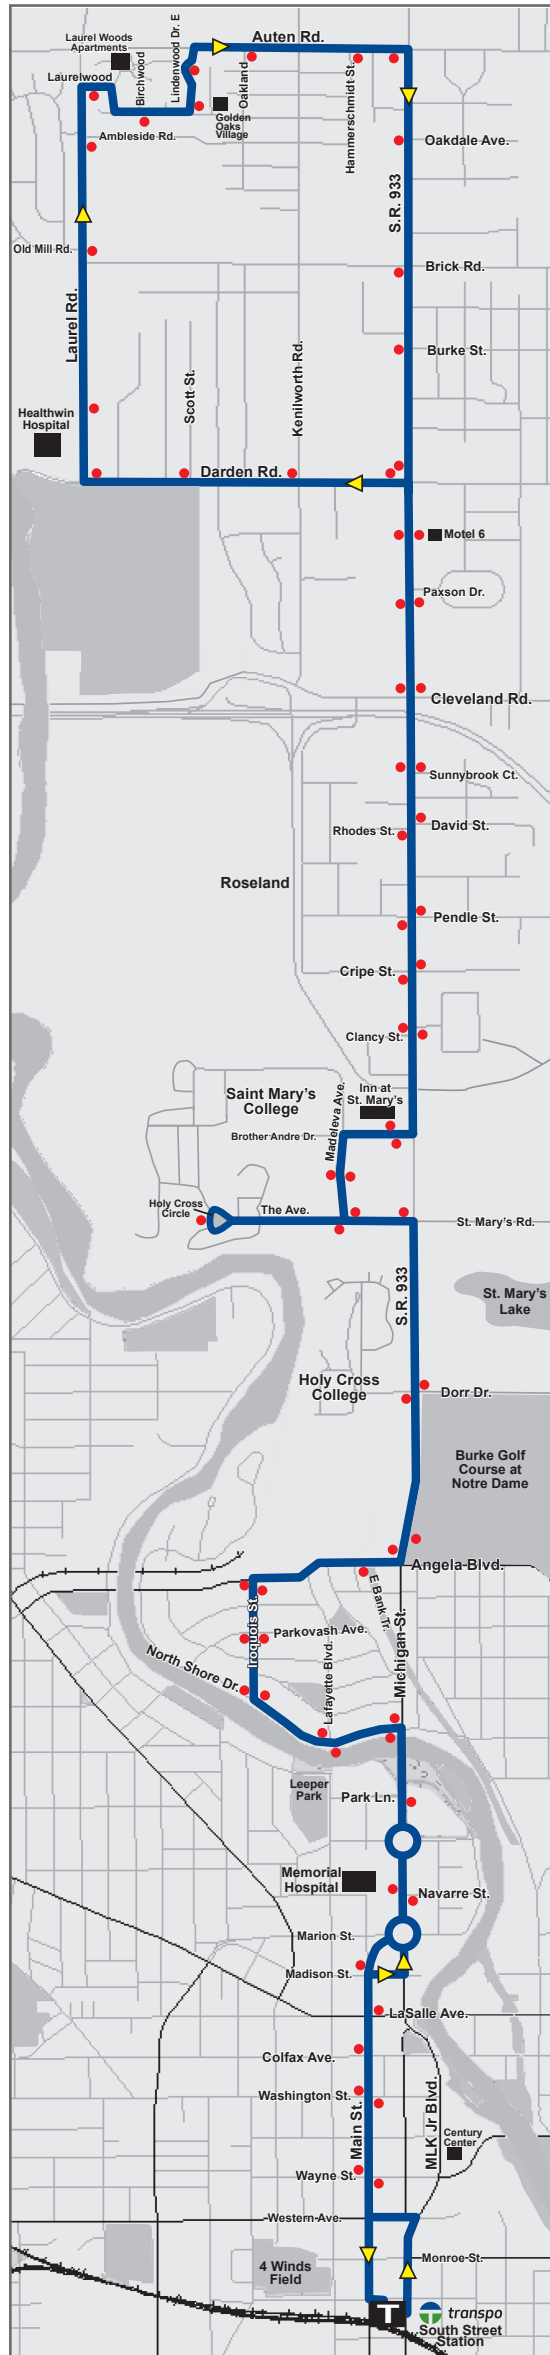 Auten Rd.
Laurel Woods
Apartments
Laurelwood
Birchwood
Lindenwood Dr. E
Oakland
Hammerschmidt St.
Golden
Oaks
Village
Ambleside Rd.
Oakdale Ave.
S.R. 933
Old Mill Rd.
Brick Rd.
Laurel Rd.
Burke St.
Scott St.
Kenilworth Rd.
Healthwin
Hospital
Darden Rd.
Motel 6
Paxson Dr.
Cleveland Rd.
Sunnybrook Ct.
David St.
Rhodes St.
Roseland
Pendle St.
Cripe St.
Clancy St.
Inn at
St. Mary's
Saint Mary's
College
Madeleva Ave.
Brother Andre Dr.
Holy Cross
Circle
The Ave.
St. Mary's Rd.
S.R. 933
St. Mary's
Lake
Holy Cross
College
Dorr Dr.
Burke Golf
Course at
Notre Dame
Angela Blvd.
E Bank Tr.
Iroquois St.
Parkovash Ave.
Michigan St.
North Shore Dr.
Lafayette Blvd.
Leeper
Park
Park Ln.
Memorial
Hospital
Navarre St.
Marion St.
Madison St.
LaSalle Ave.
Colfax Ave.
Washington St.
Main St.
MLK Jr Blvd.
Century
Center
Wayne St.
Western Ave.
Monroe St.
4 Winds
Field
T
transpo
South Street
Station